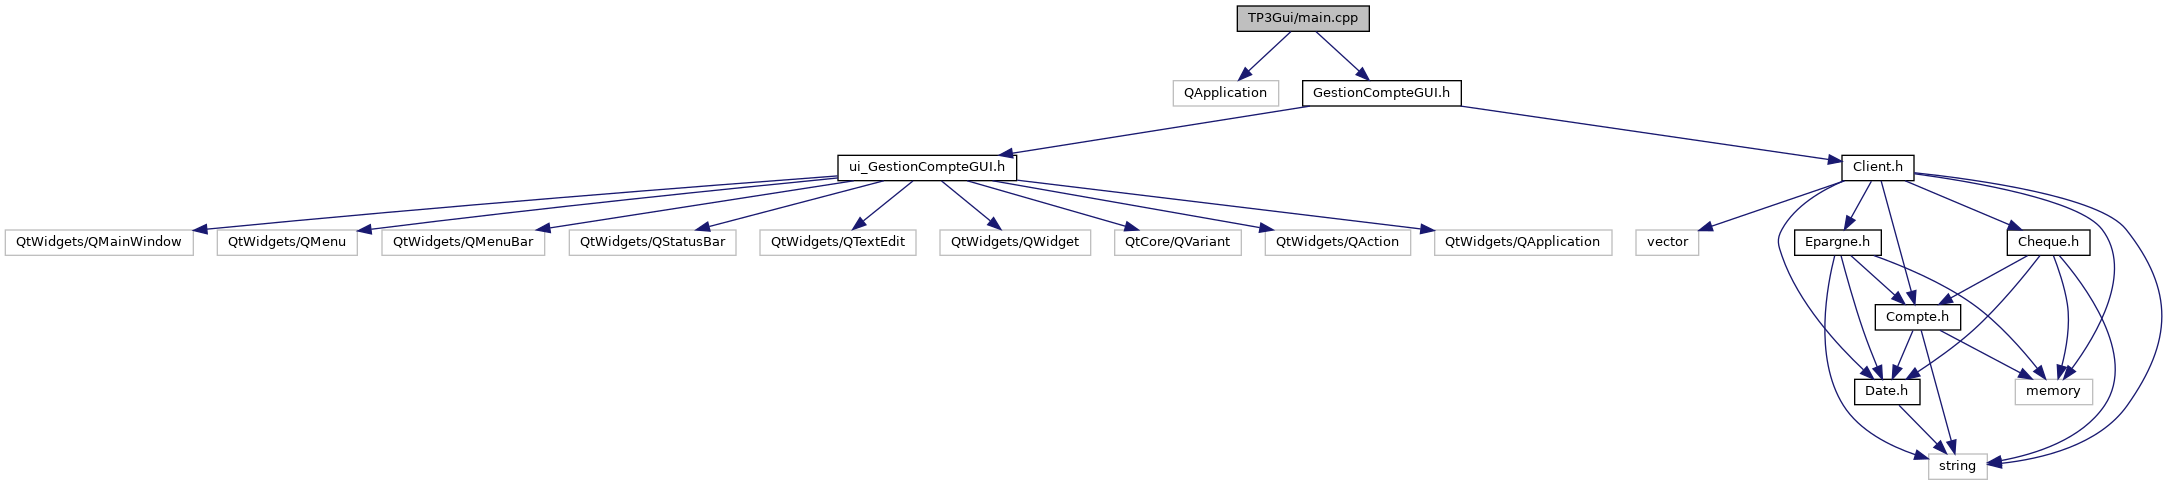 TP3Gui/main.cpp
QApplication
GestionCompteGUI.h
ui_GestionCompteGUI.h
Client.h
QtWidgets/QMainWindow
QtWidgets/QMenu
QtWidgets/QMenuBar
QtWidgets/QStatusBar
QtWidgets/QTextEdit
QtWidgets/QWidget
QtCore/QVariant
QtWidgets/QAction
QtWidgets/QApplication
vector
Epargne.h
Cheque.h
Compte.h
Date.h
memory
string